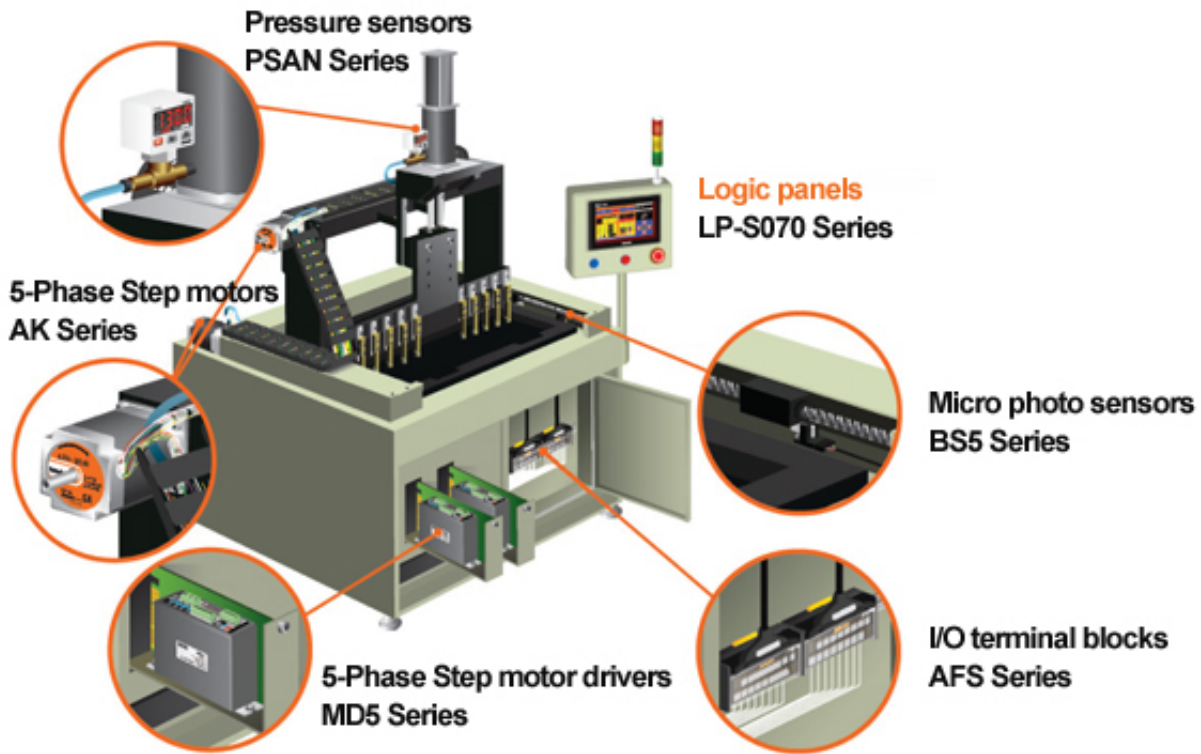 Pressure sensors
PSAN Series
Logic panels
LP-S070 Series
5-Phase Step motors
AK Series
Micro photo sensors
BS5 Series
I/O terminal blocks
AFS Series
5-Phase Step motor drivers
MD5 Series